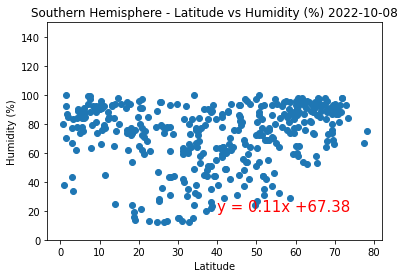 Southern Hemisphere - Latitude vs Humidity (%) 2022-10-08
140
120
100
80
60
40
20
0
Humidity (%)
y = 0.11x +67.38
0 10 20 30 40 50 60 70 80
Latitude